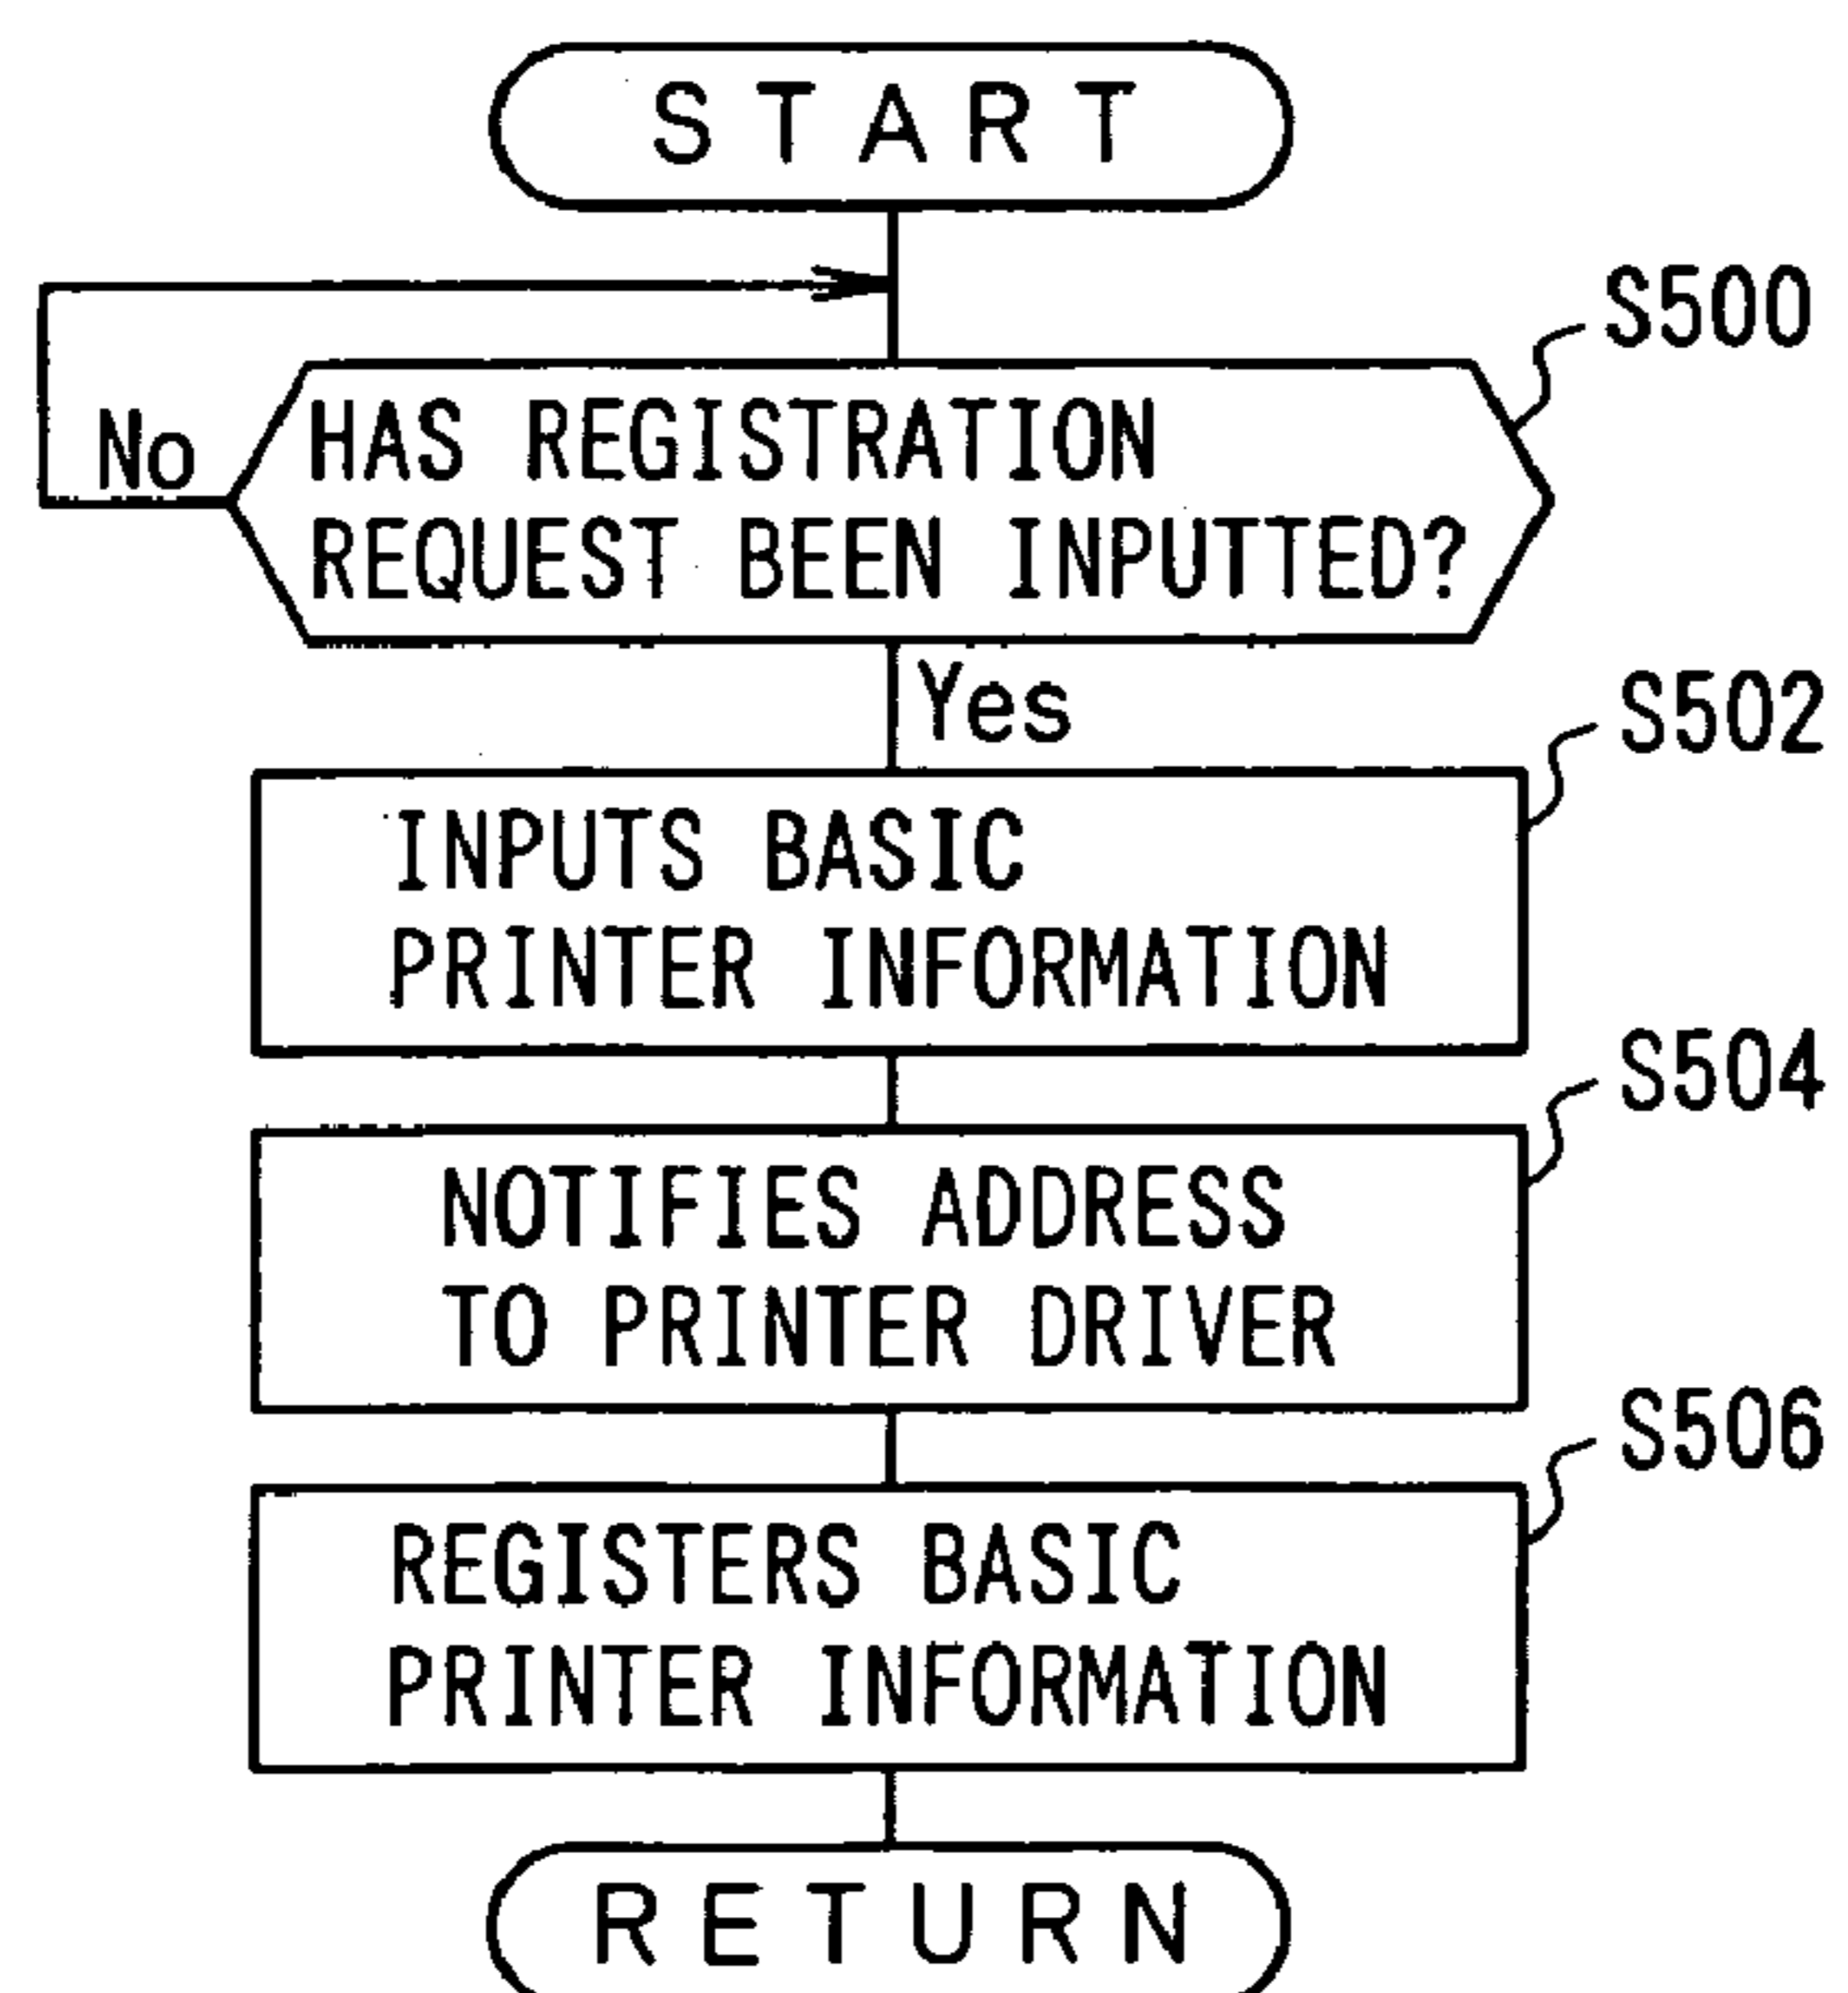 START
S500
No
HAS REGISTRATION
REQUEST BEEN INPUTTED?
Yes
S502
INPUTS BASIC
PRINTER INFORMATION
S504
NOTIFIES ADDRESS
TO PRINTER DRIVER
S506
REGISTERS BASIC
PRINTER INFORMATION
RETURN